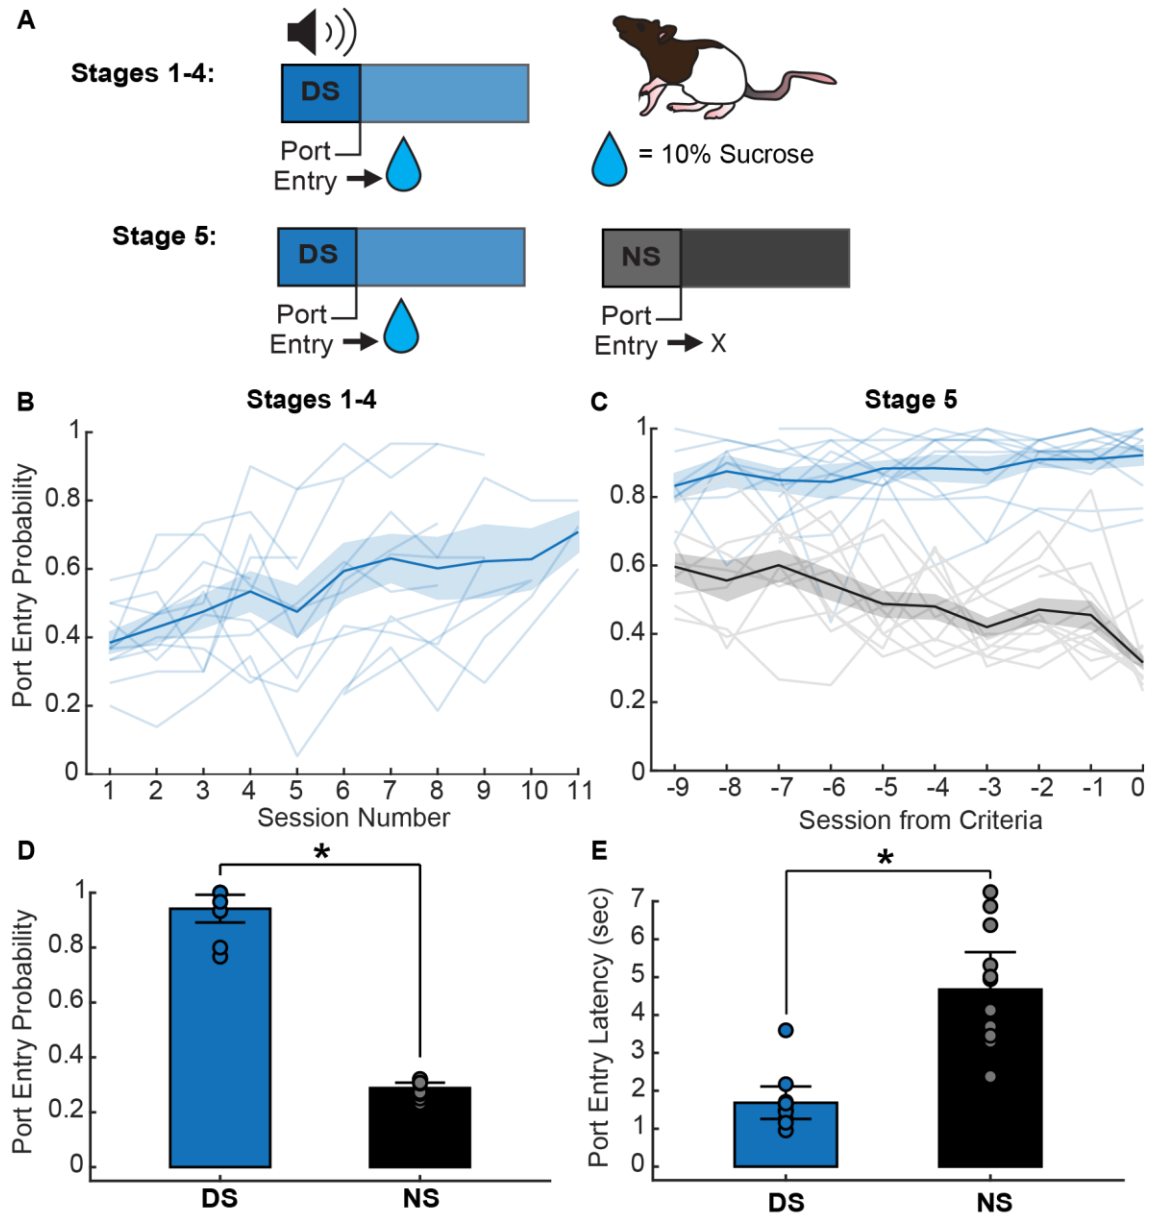 A
Stages 1-4:
DS
Port
Entry
= 10% Sucrose
Stage 5:
DS
NS
Port
Entry
Port
Entry
X
B
Stages 1-4
Port Entry Probability
1
0.8
0.6
0.4
0.2
0
1 2 3 4 5 6 7 8 9 10 11
Session Number
C
Stage 5
1
0.8
0.6
0.4
0.2
0
-9 -8 -7 -6 -5 -4 -3 -2 -1 0
Session from Criteria
D
*
Port Entry Probability
1
0.8
0.6
0.4
0.2
0
DS NS
E
*
Port Entry Latency (sec)
7
6
5
4
3
2
1
0
DS NS